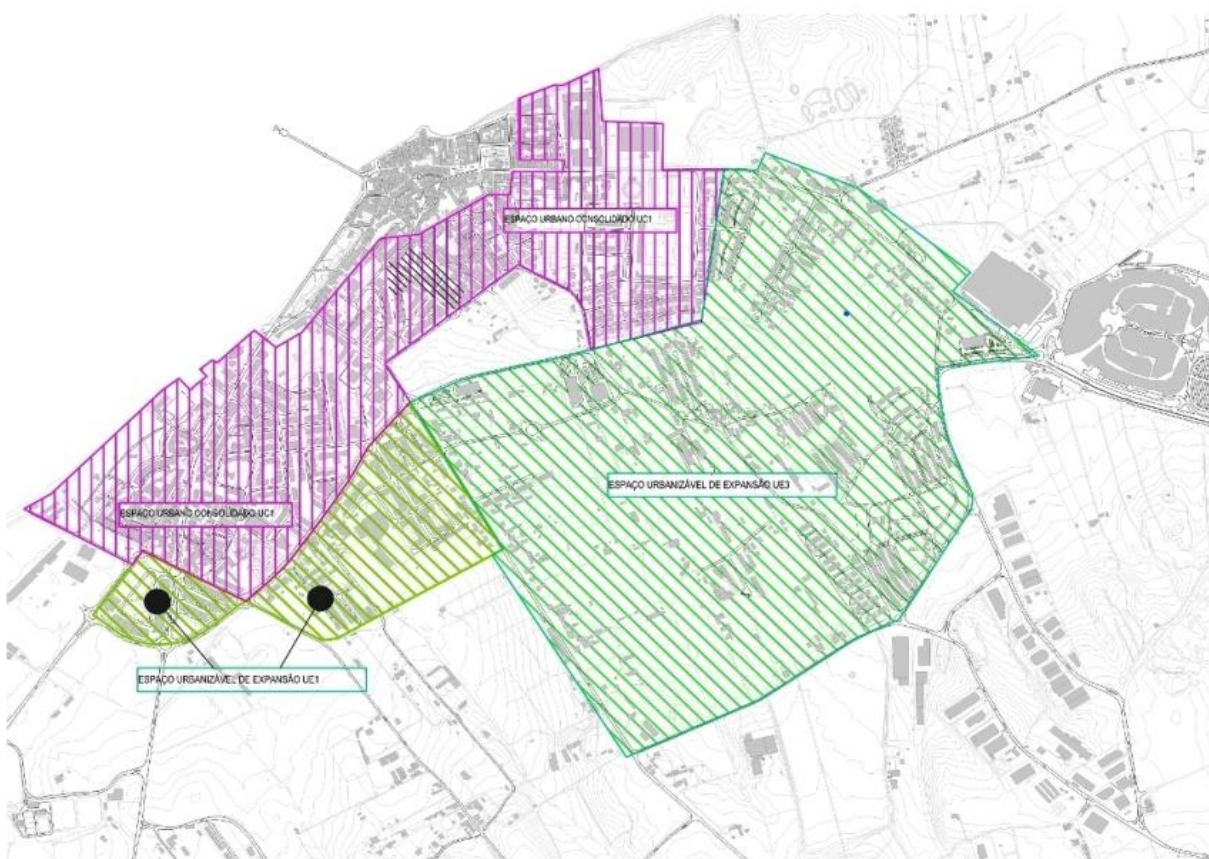 ESPAÇO URBANO CONSOLIDADO UC1
ESPAÇO URBANIZÁVEL DE EXPANSÃO UE3
ESPAÇO URBANO CONSOLIDADO UC1
ESPAÇO URBANIZÁVEL DE EXPANSÃO UE1